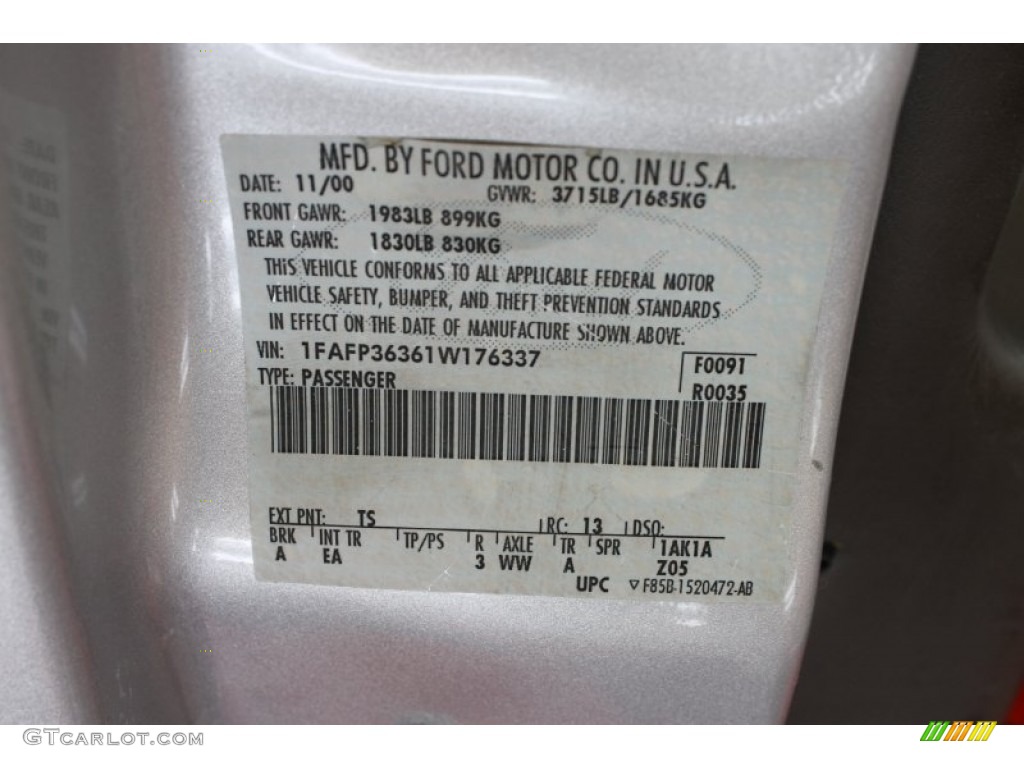 MFD. BY FORD MOTOR CO. IN U.S.A.
DATE: 11/00 GVWR: 3715LB/1685KG
FRONT GAWR: 1983LB 899KG
REAR GAWR: 1830LB 830KG
THIS VEHICLE CONFORMS TO ALL APPLICABLE FEDERAL MOTOR
VEHICLE SAFETY, BUMPER, AND THEFT PREVENTION STANDARDS
IN EFFECT ON THE DATE OF MANUFACTURE SHOWN ABOVE.
VIN: 1FAFP36361W176337 F0091
TYPE: PASSENGER R0035
EXT PNT: TS RC: 13 DSO:
BRK INT TR TP/PS R AXLE TR SPR 1AK1A
A EA 3 WW A Z05
UPC ▽F85B-1520472-AB
GTCARLOT.COM